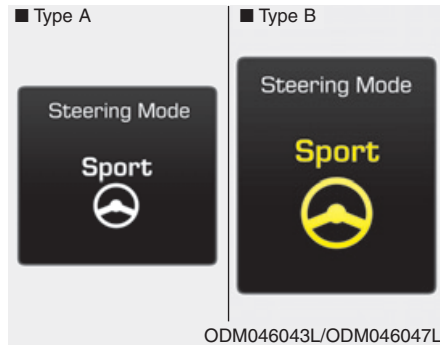 ■ Type A
■ Type B
Steering Mode
Sport
Steering Mode
Sport
ODM046043L/ODM046047L